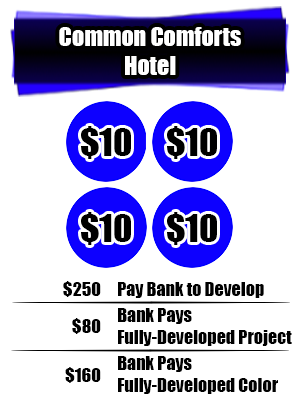 Common Comforts
Hotel
$10 $10
$10 $10
$250 Pay Bank to Develop
$80 Bank Pays
Fully-Developed Project
$160 Bank Pays
Fully-Developed Color